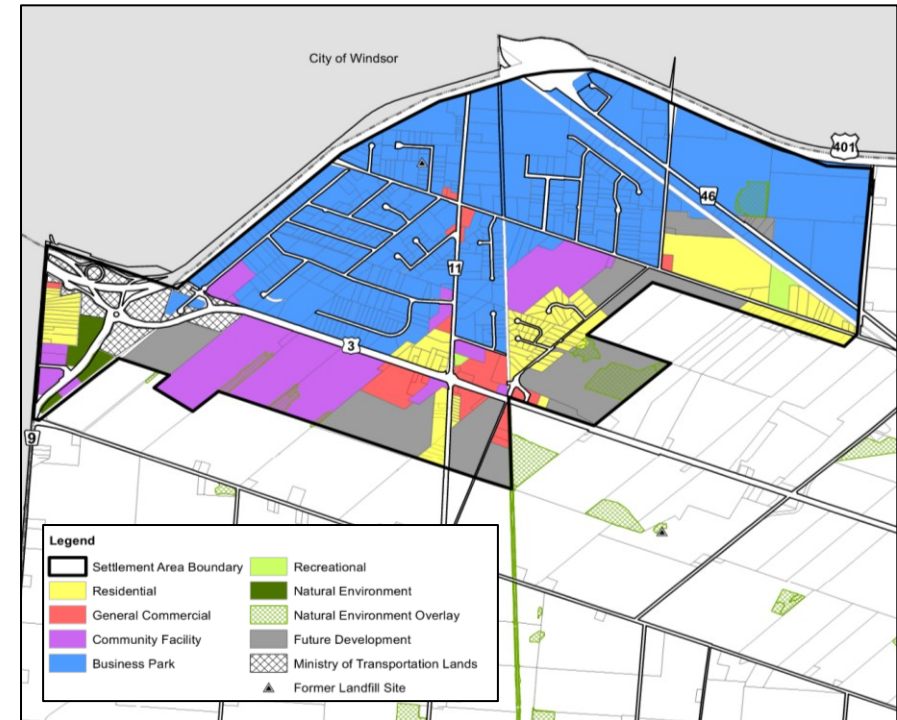 City of Windsor
401
46
11
3
9
Legend
Settlement Area Boundary
Residential
General Commercial
Community Facility
Business Park
Recreational
Natural Environment
Natural Environment Overlay
Future Development
Ministry of Transportation Lands
Former Landfill Site